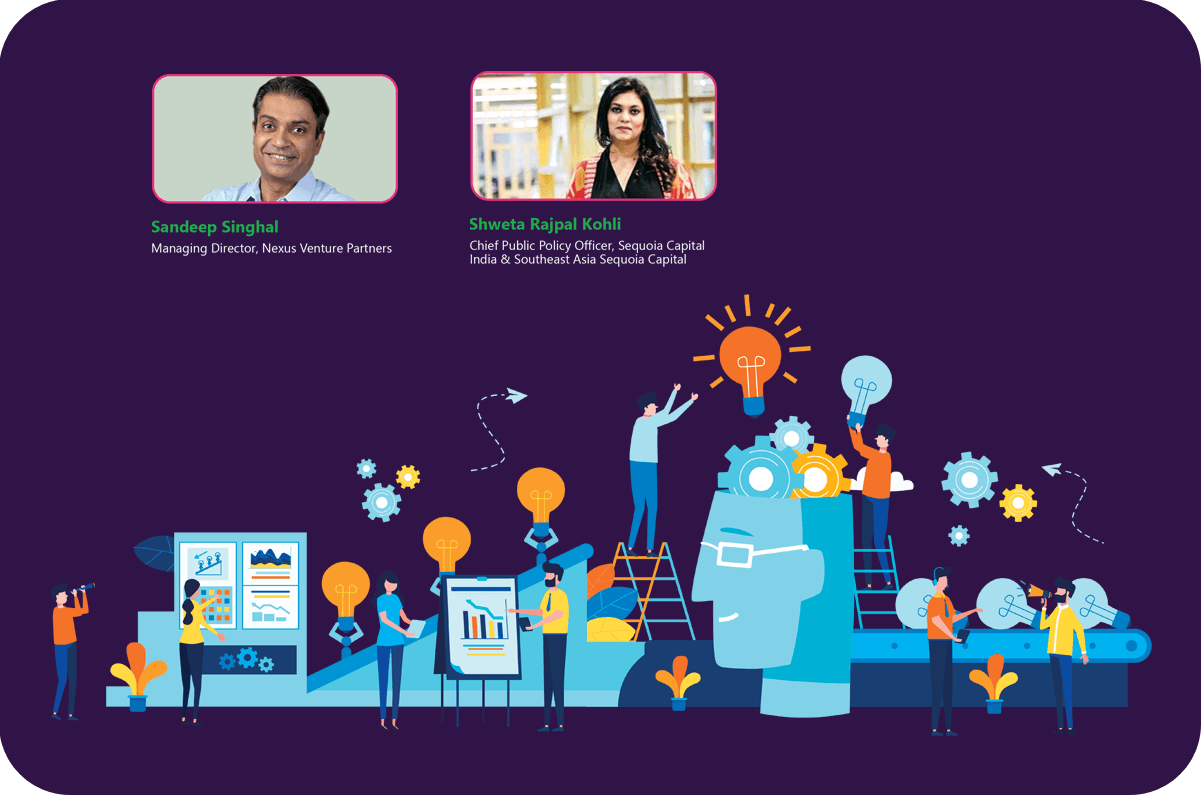 Sandeep Singhal
Managing Director, Nexus Venture Partners
Shweta Rajpal Kohli
Chief Public Policy Officer, Sequoia Capital
India & Southeast Asia Sequoia Capital